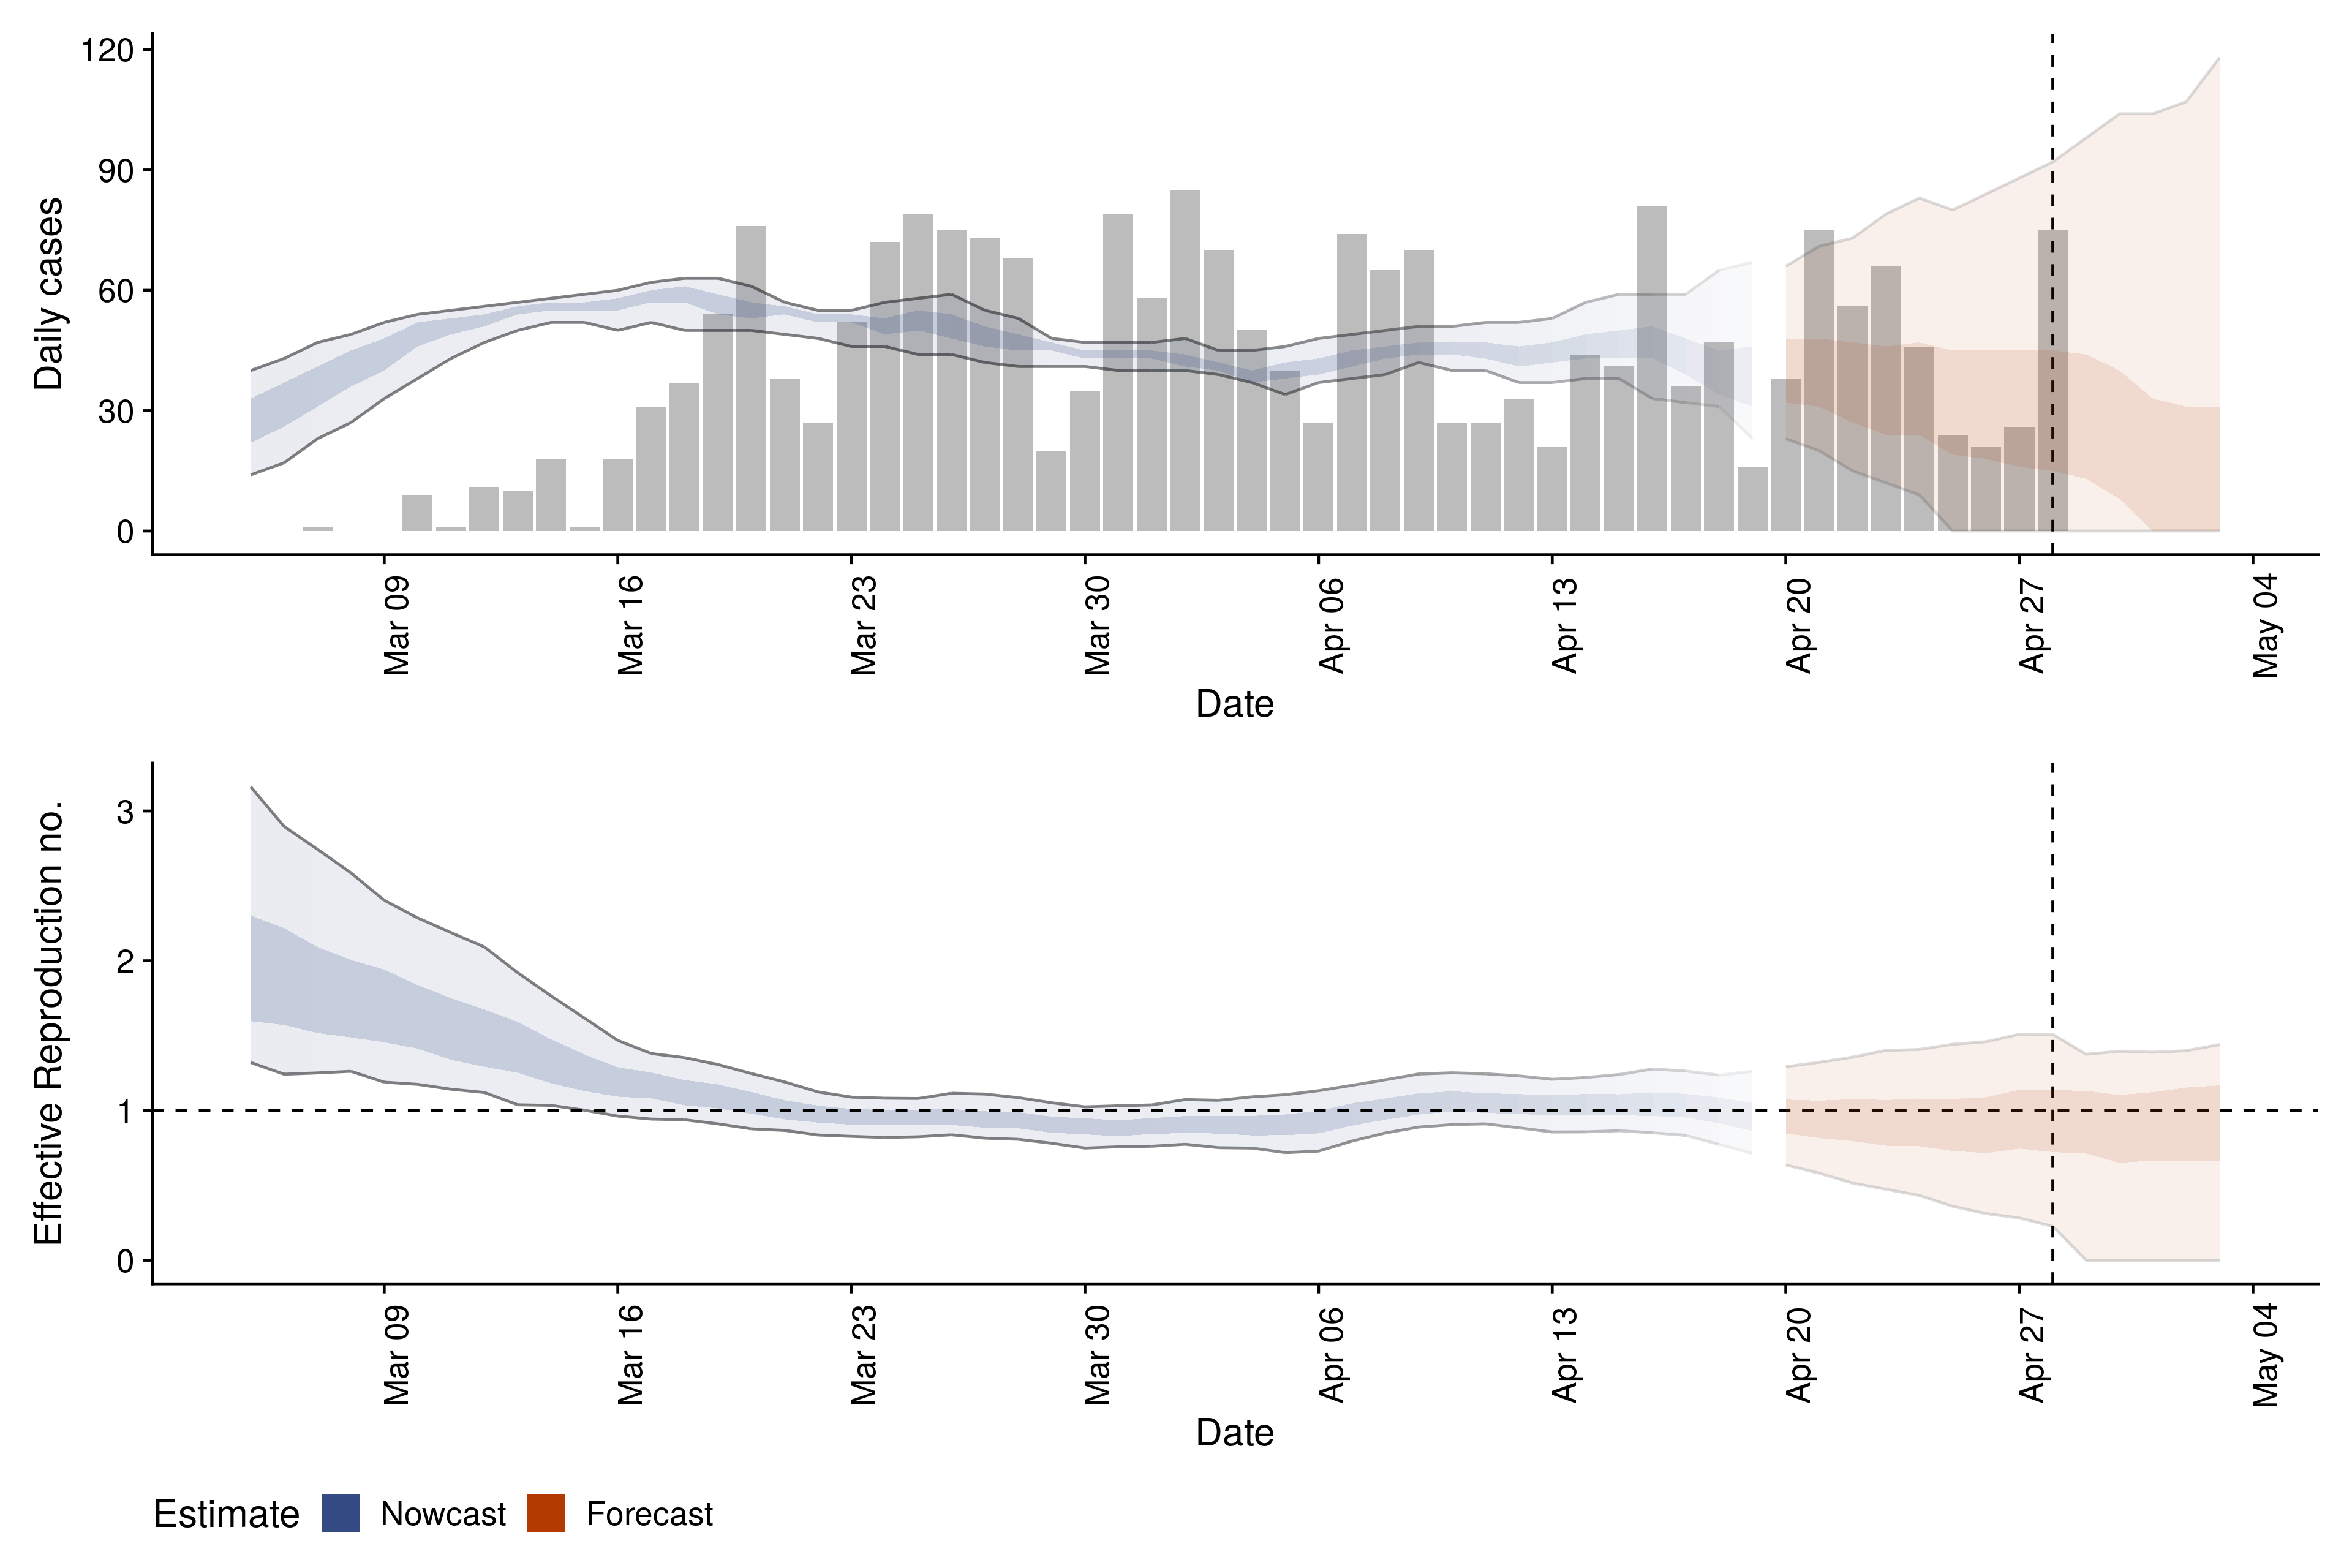 Daily cases
120
90
60
30
0
Mar 09
Mar 16
Mar 23
Mar 30
Apr 06
Apr 13
Apr 20
Apr 27
May 04
Date
Effective Reproduction no.
3
2
1
0
Mar 09
Mar 16
Mar 23
Mar 30
Apr 06
Apr 13
Apr 20
Apr 27
May 04
Date
Estimate Nowcast Forecast